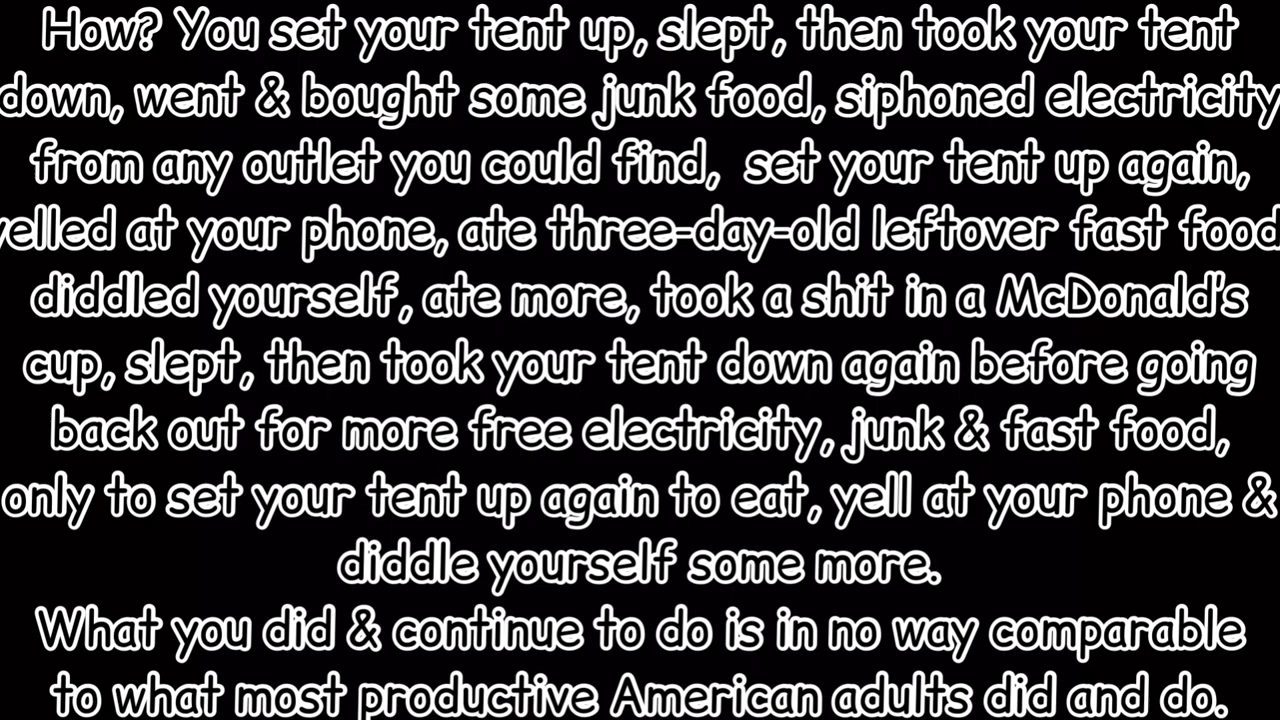 How? You set your tent up, slept, then took your tent
down, went & bought some junk food, siphoned electricity
from any outlet you could find,  set your tent up again,
yelled at your phone, ate three-day-old leftover fast food
diddled yourself, ate more, took a shit in a McDonald's
cup, slept, then took your tent down again before going
back out for more free electricity, junk & fast food,
only to set your tent up again to eat, yell at your phone &
diddle yourself some more.
What you did & continue to do is in no way comparable
to what most productive American adults did and do.